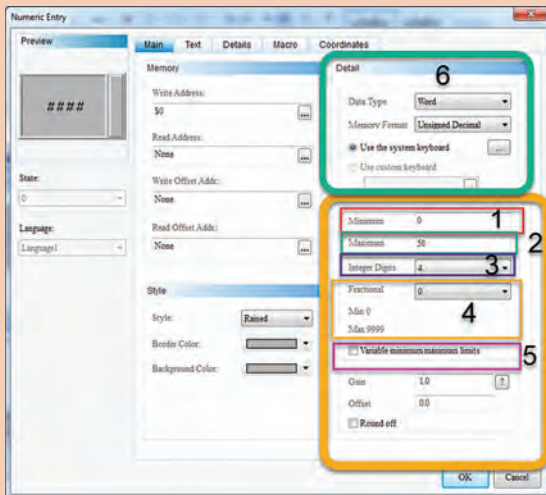 Numeric Entry
Preview
Main Text Details Macro Coordinates
Memory
Detail
6
####
Write Address:
$0
...
Data Type Word
Read Address:
None
...
Memory Format Unsigned Decimal
Use the system keyboard ...
Use custom keyboard
...
State:
0
Write Offset Addr:
None
...
Language:
Language1
Read Offset Addr:
None
...
Minimum 0 1
Maximum 50 2
Integer Digits 4 3
Style
Fractional 0
Min 0 4
Max 9999
Style: Raised
Border Color:
Background Color:
Variable minimum maximum limits 5
Gain 1.0 ?
Offset 0.0
Round off
OK Cancel